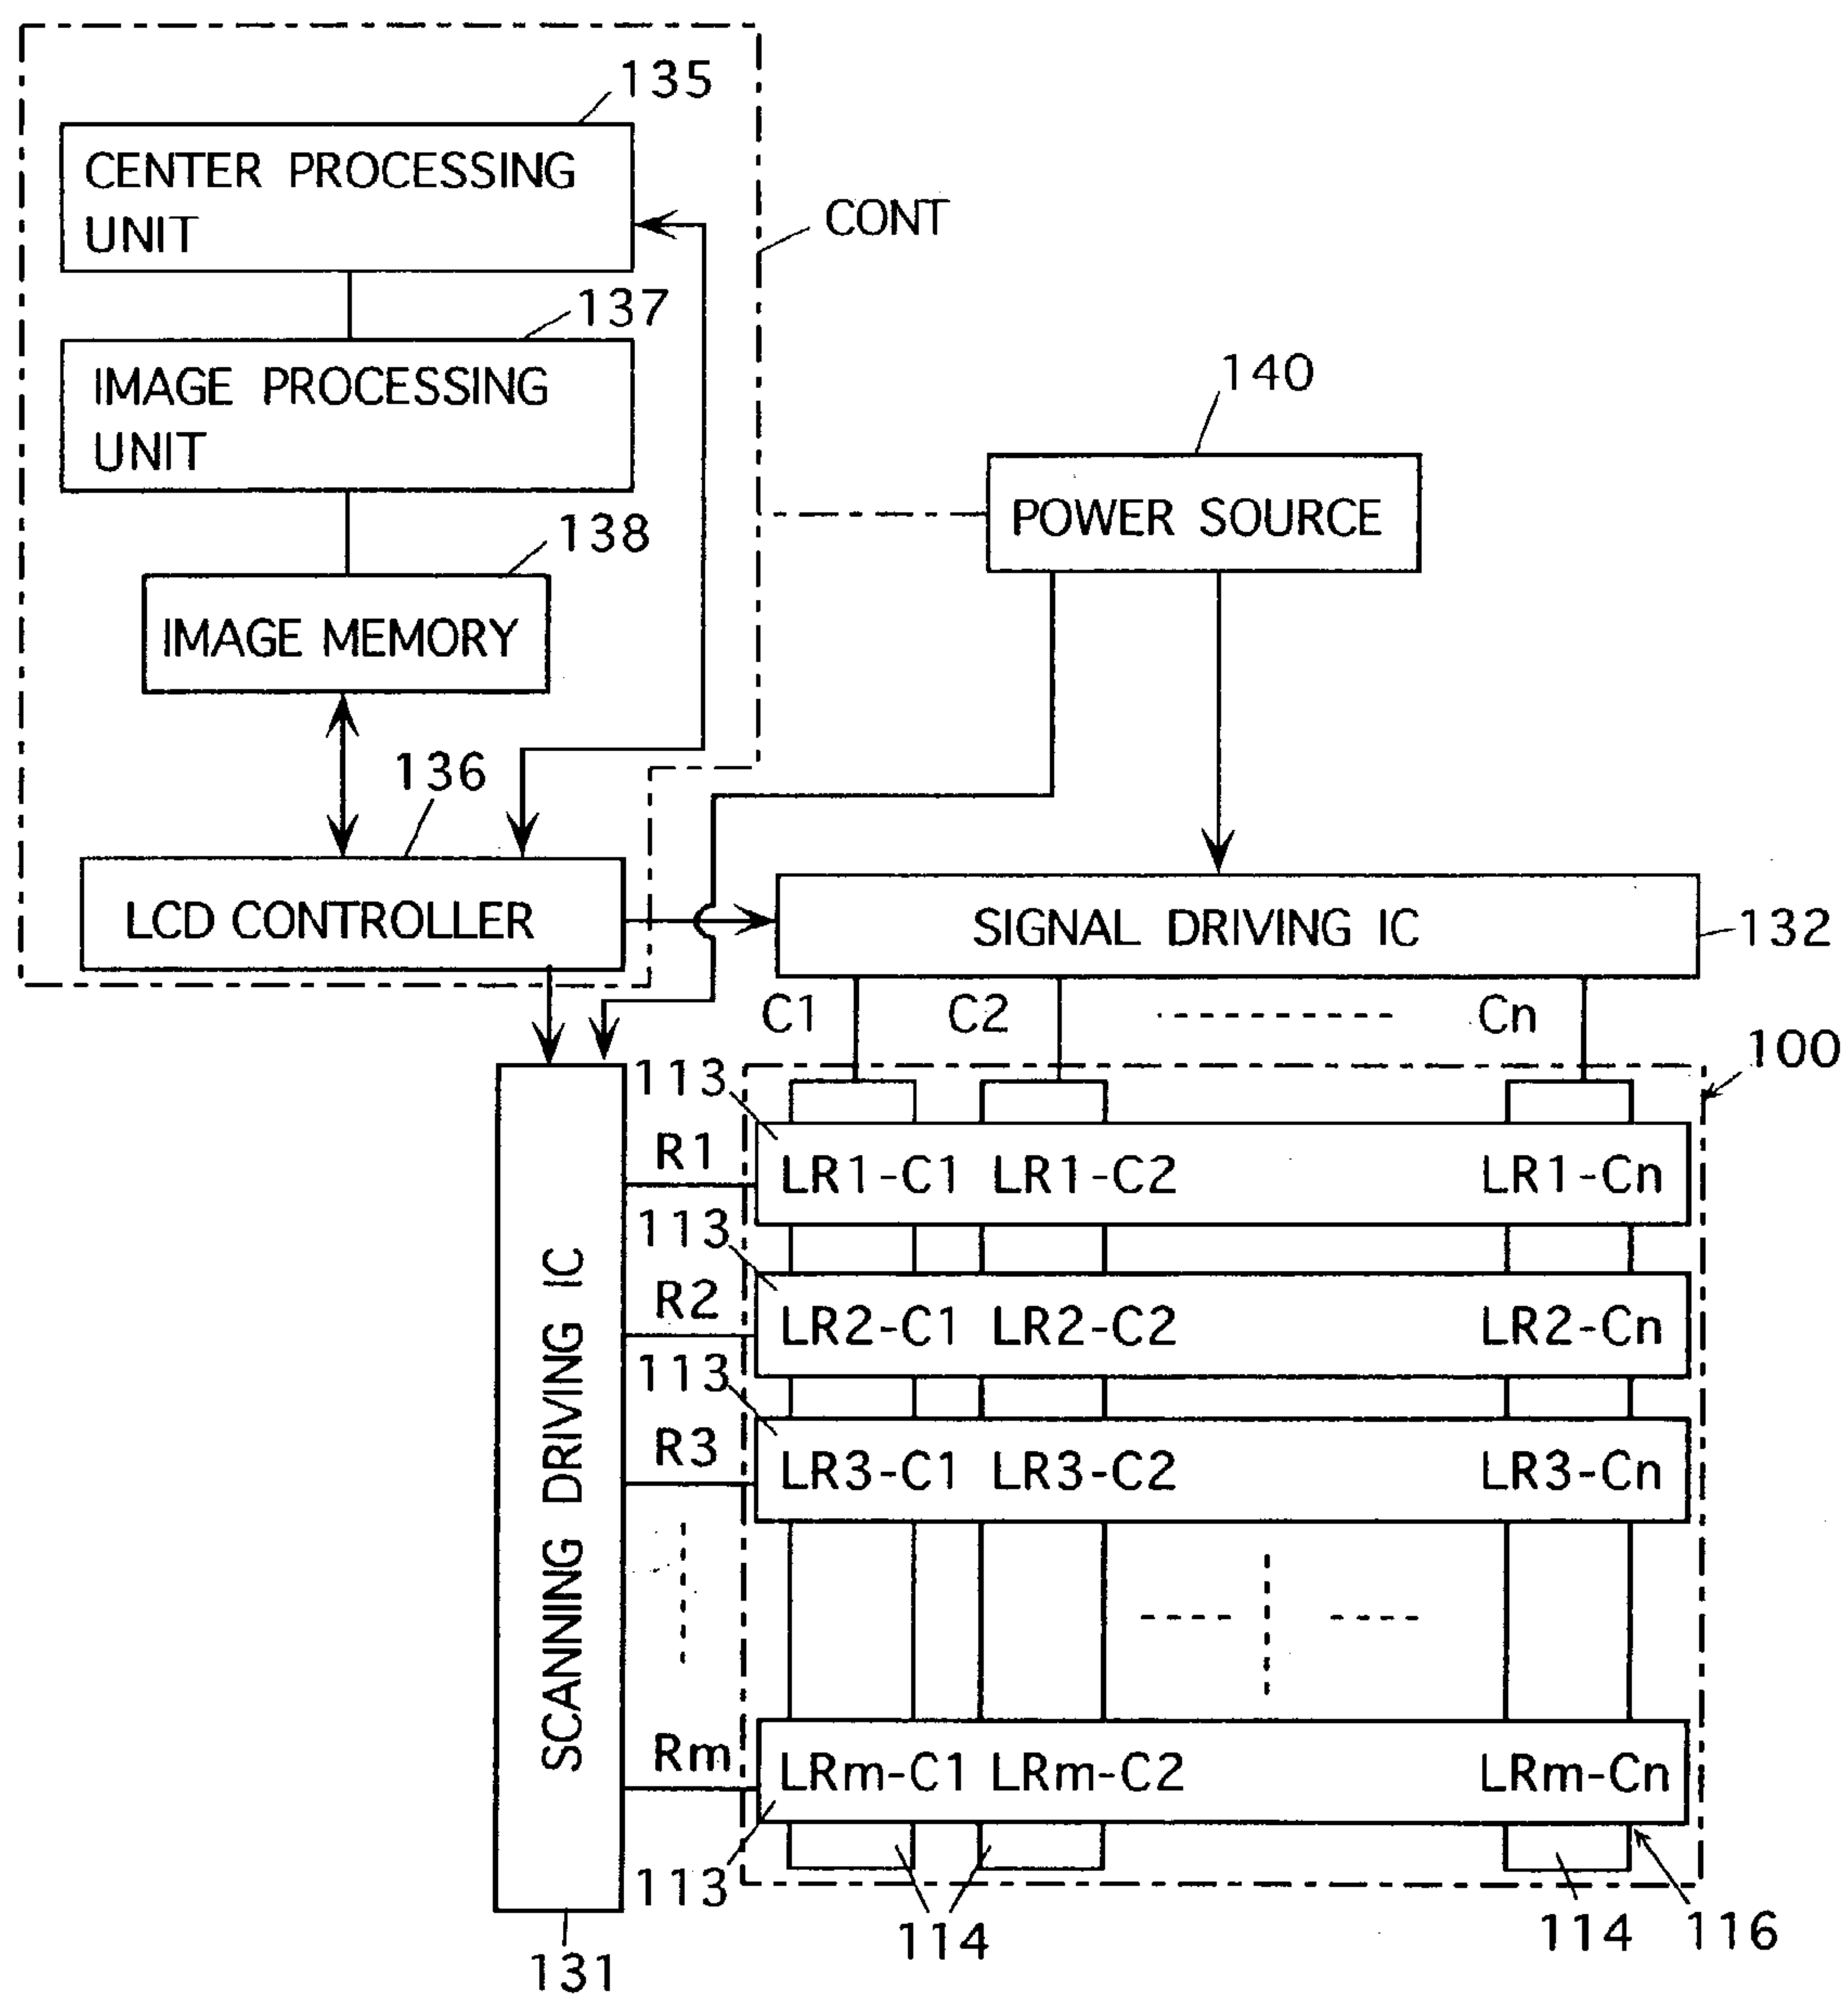 135
CENTER PROCESSING
UNIT
CONT
137
IMAGE PROCESSING
UNIT
140
POWER SOURCE
138
IMAGE MEMORY
136
LCD CONTROLLER
SIGNAL DRIVING IC
132
C1 C2 Cn
100
113
R1
LR1-C1 LR1-C2 LR1-Cn
113
R2
LR2-C1 LR2-C2 LR2-Cn
113
R3
LR3-C1 LR3-C2 LR3-Cn
SCANNING DRIVING IC
Rm
LRm-C1 LRm-C2 LRm-Cn
113
114
114
116
131